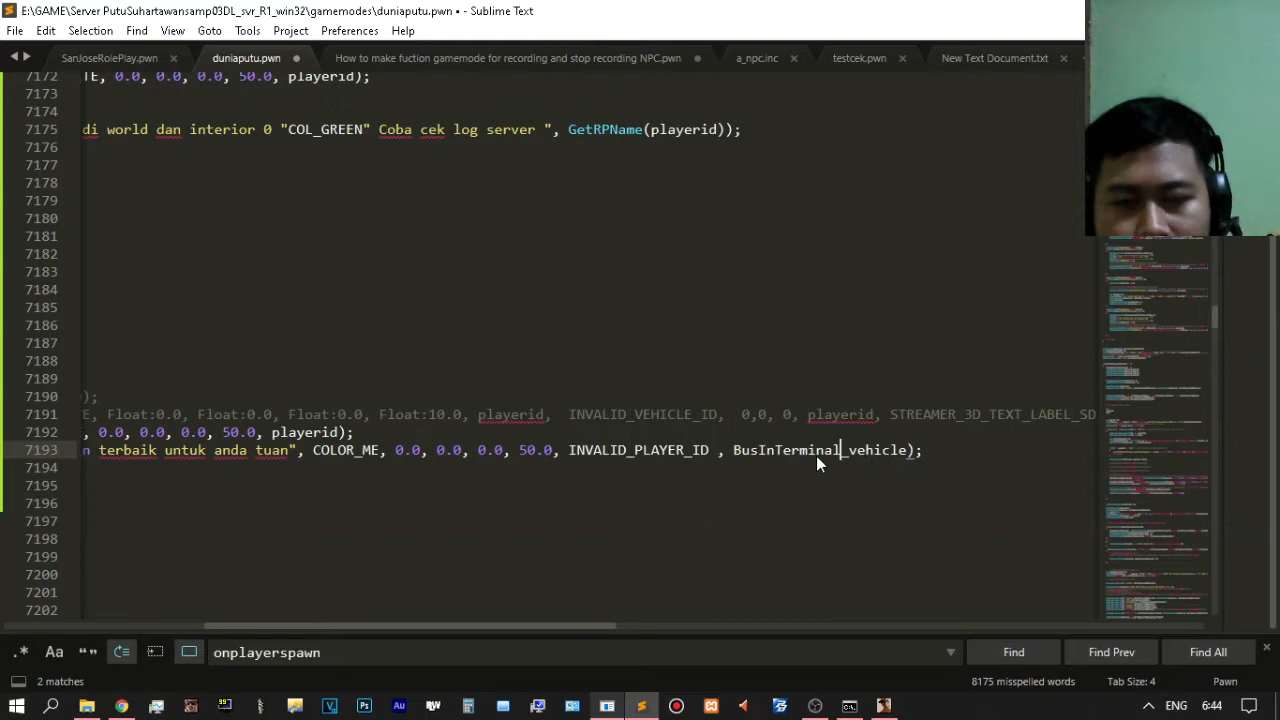 E:\GAME\Server PutuSuhartawansamp03DL_svr_R1_win32\gamemodes\duniaputu.pwn • - Sublime Text
File Edit Selection Find View Goto Tools Project Preferences Help
SanJoseRolePlay.pwn duniaputu.pwn How to make fuction gamemode for recording and stop recording NPC.pwn a_npc.inc testcek.pwn New Text Document.txt
7172 TE, 0.0, 0.0, 0.0, 50.0, playerid);
7173
7174
7175 di world dan interior 0 "COL_GREEN" Coba cek log server ", GetRPName(playerid));
7176
7177
7178
7179
7180
7181
7182
7183
7184
7185
7186
7187
7188
7189
7190 );
7191 E, Float:0.0, Float:0.0, Float:0.0, Float:10.0, playerid, INVALID_VEHICLE_ID, 0,0, 0, playerid, STREAMER_3D_TEXT_LABEL_SD
7192 , 0.0, 0.0, 0.0, 50.0, playerid);
7193 n terbaik untuk anda tuan", COLOR_ME, 0.0, 0.0, 0.0, 50.0, INVALID_PLAYER_ID , BusInTerminal_vehicle);
7194
7195
7196
7197
7198
7199
7200
7201
7202
.* Aa “” onplayerspawn Find Find Prev Find All
2 matches 8175 misspelled words Tab Size: 4 Pawn
ENG 6:44